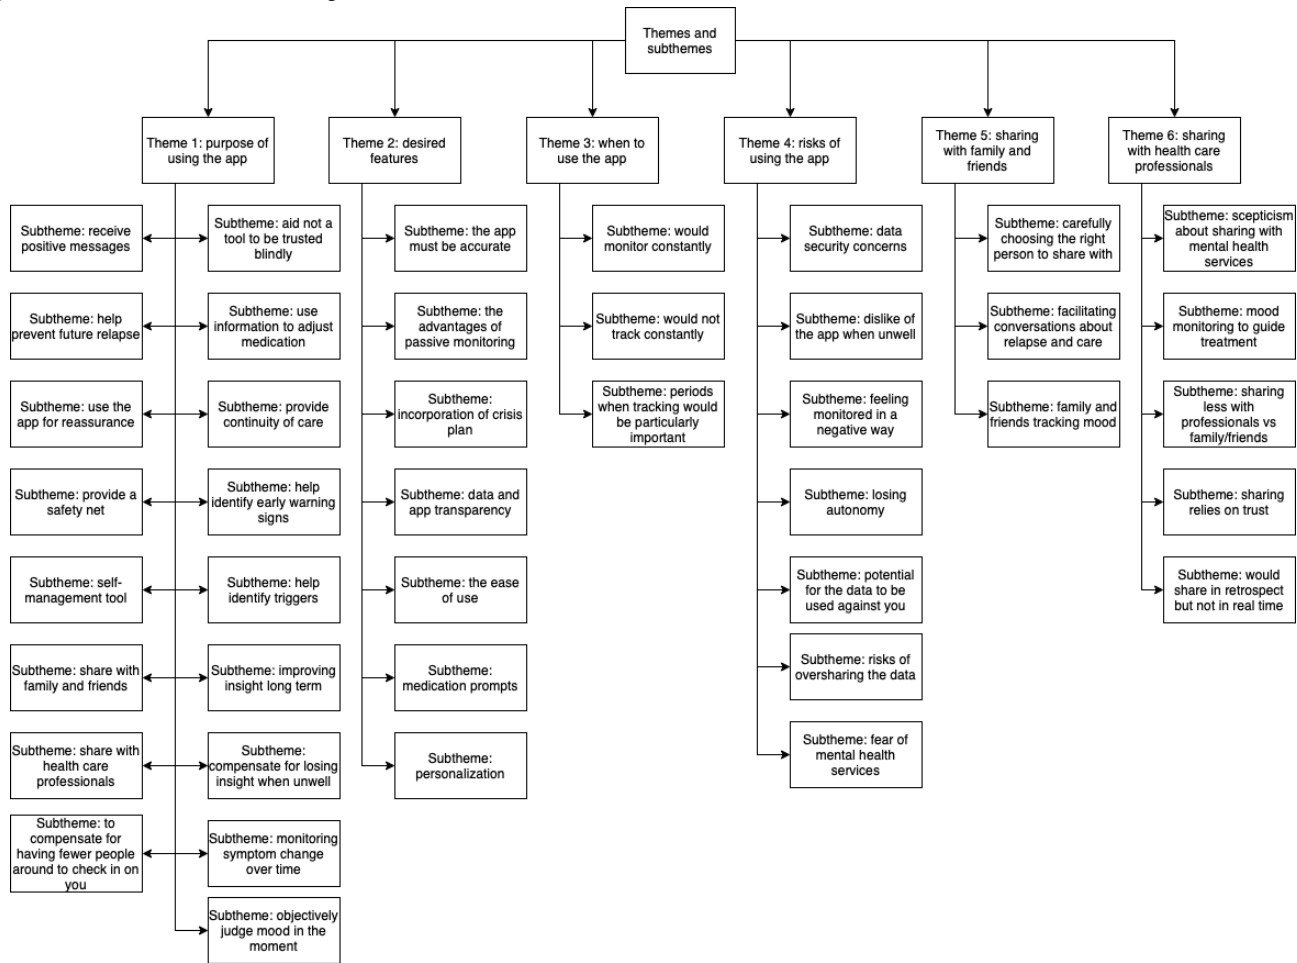 Themes and
subthemes
Theme 1: purpose of
using the app
Theme 2: desired
features
Theme 3: when to
use the app
Theme 4: risks of
using the app
Theme 5: sharing
with family and
friends
Theme 6: sharing
with health care
professionals
Subtheme: receive
positive messages
Subtheme: help
prevent future relapse
Subtheme: use the
app for reassurance
Subtheme: provide a
safety net
Subtheme: self-
management tool
Subtheme: share with
family and friends
Subtheme: share with
health care
professionals
Subtheme: to
compensate for
having fewer people
around to check in on
you
Subtheme: aid not a
tool to be trusted
blindly
Subtheme: use
information to adjust
medication
Subtheme: provide
continuity of care
Subtheme: help
identify early warning
signs
Subtheme: help
identify triggers
Subtheme: improving
insight long term
Subtheme:
compensate for losing
insight when unwell
Subtheme: monitoring
symptom change
over time
Subtheme: objectively
judge mood in the
moment
Subtheme: the app
must be accurate
Subtheme: the
advantages of
passive monitoring
Subtheme:
incorporation of crisis
plan
Subtheme: data and
app transparency
Subtheme: the ease
of use
Subtheme:
medication prompts
Subtheme:
personalization
Subtheme: would
monitor constantly
Subtheme: would not
track constantly
Subtheme: periods
when tracking would
be particularly
important
Subtheme: data
security concerns
Subtheme: dislike of
the app when unwell
Subtheme: feeling
monitored in a
negative way
Subtheme: losing
autonomy
Subtheme: potential
for the data to be
used against you
Subtheme: risks of
oversharing the data
Subtheme: fear of
mental health
services
Subtheme: carefully
choosing the right
person to share with
Subtheme: facilitating
conversations about
relapse and care
Subtheme: family and
friends tracking mood
Subtheme: scepticism
about sharing with
mental health
services
Subtheme: mood
monitoring to guide
treatment
Subtheme: sharing
less with
professionals vs
family/friends
Subtheme: sharing
relies on trust
Subtheme: would
share in retrospect
but not in real time